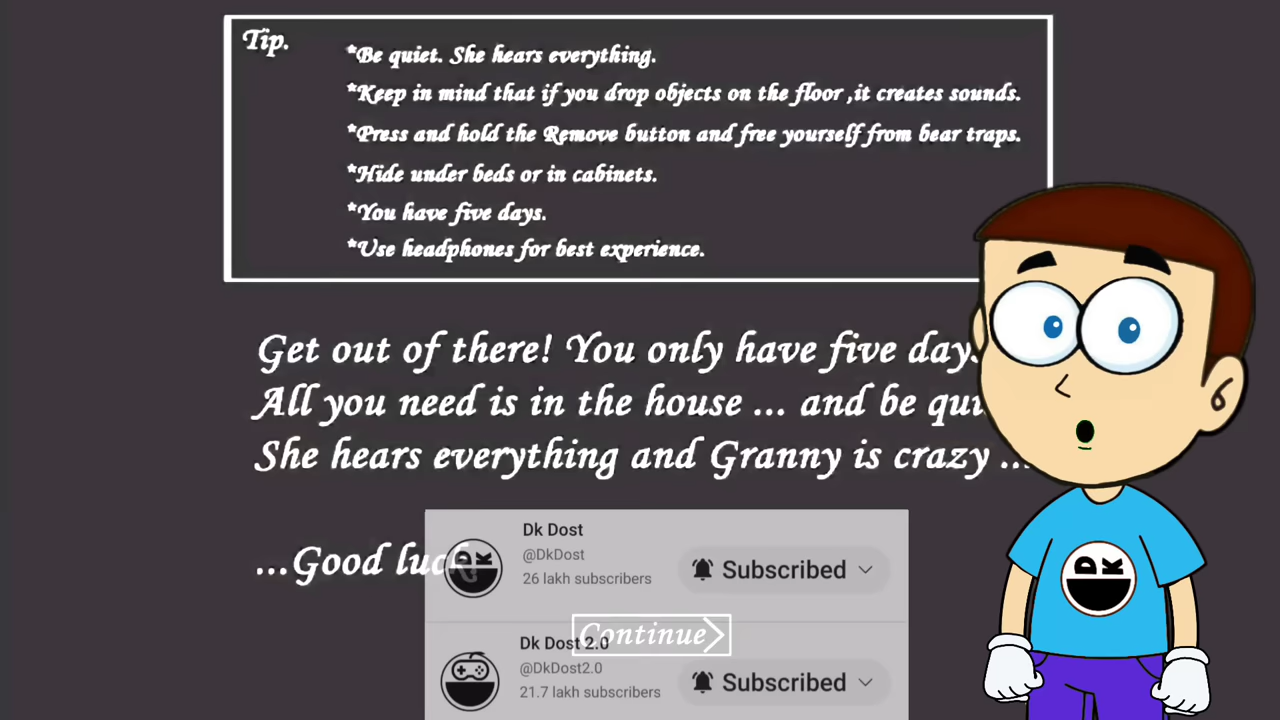 Tip.
*Be quiet. She hears everything.
*Keep in mind that if you drop objects on the floor ,it creates sounds.
*Press and hold the Remove button and free yourself from bear traps.
*Hide under beds or in cabinets.
*You have five days.
*Use headphones for best experience.
Get out of there! You only have five days
All you need is in the house ... and be
She hears everything and Granny is crazy ...
...Good luck
Dk Dost
@DkDost
26 lakh subscribers
Subscribed
Continue
Dk Dost 2.0
@DkDost2.0
21.7 lakh subscribers
Subscribed
DK